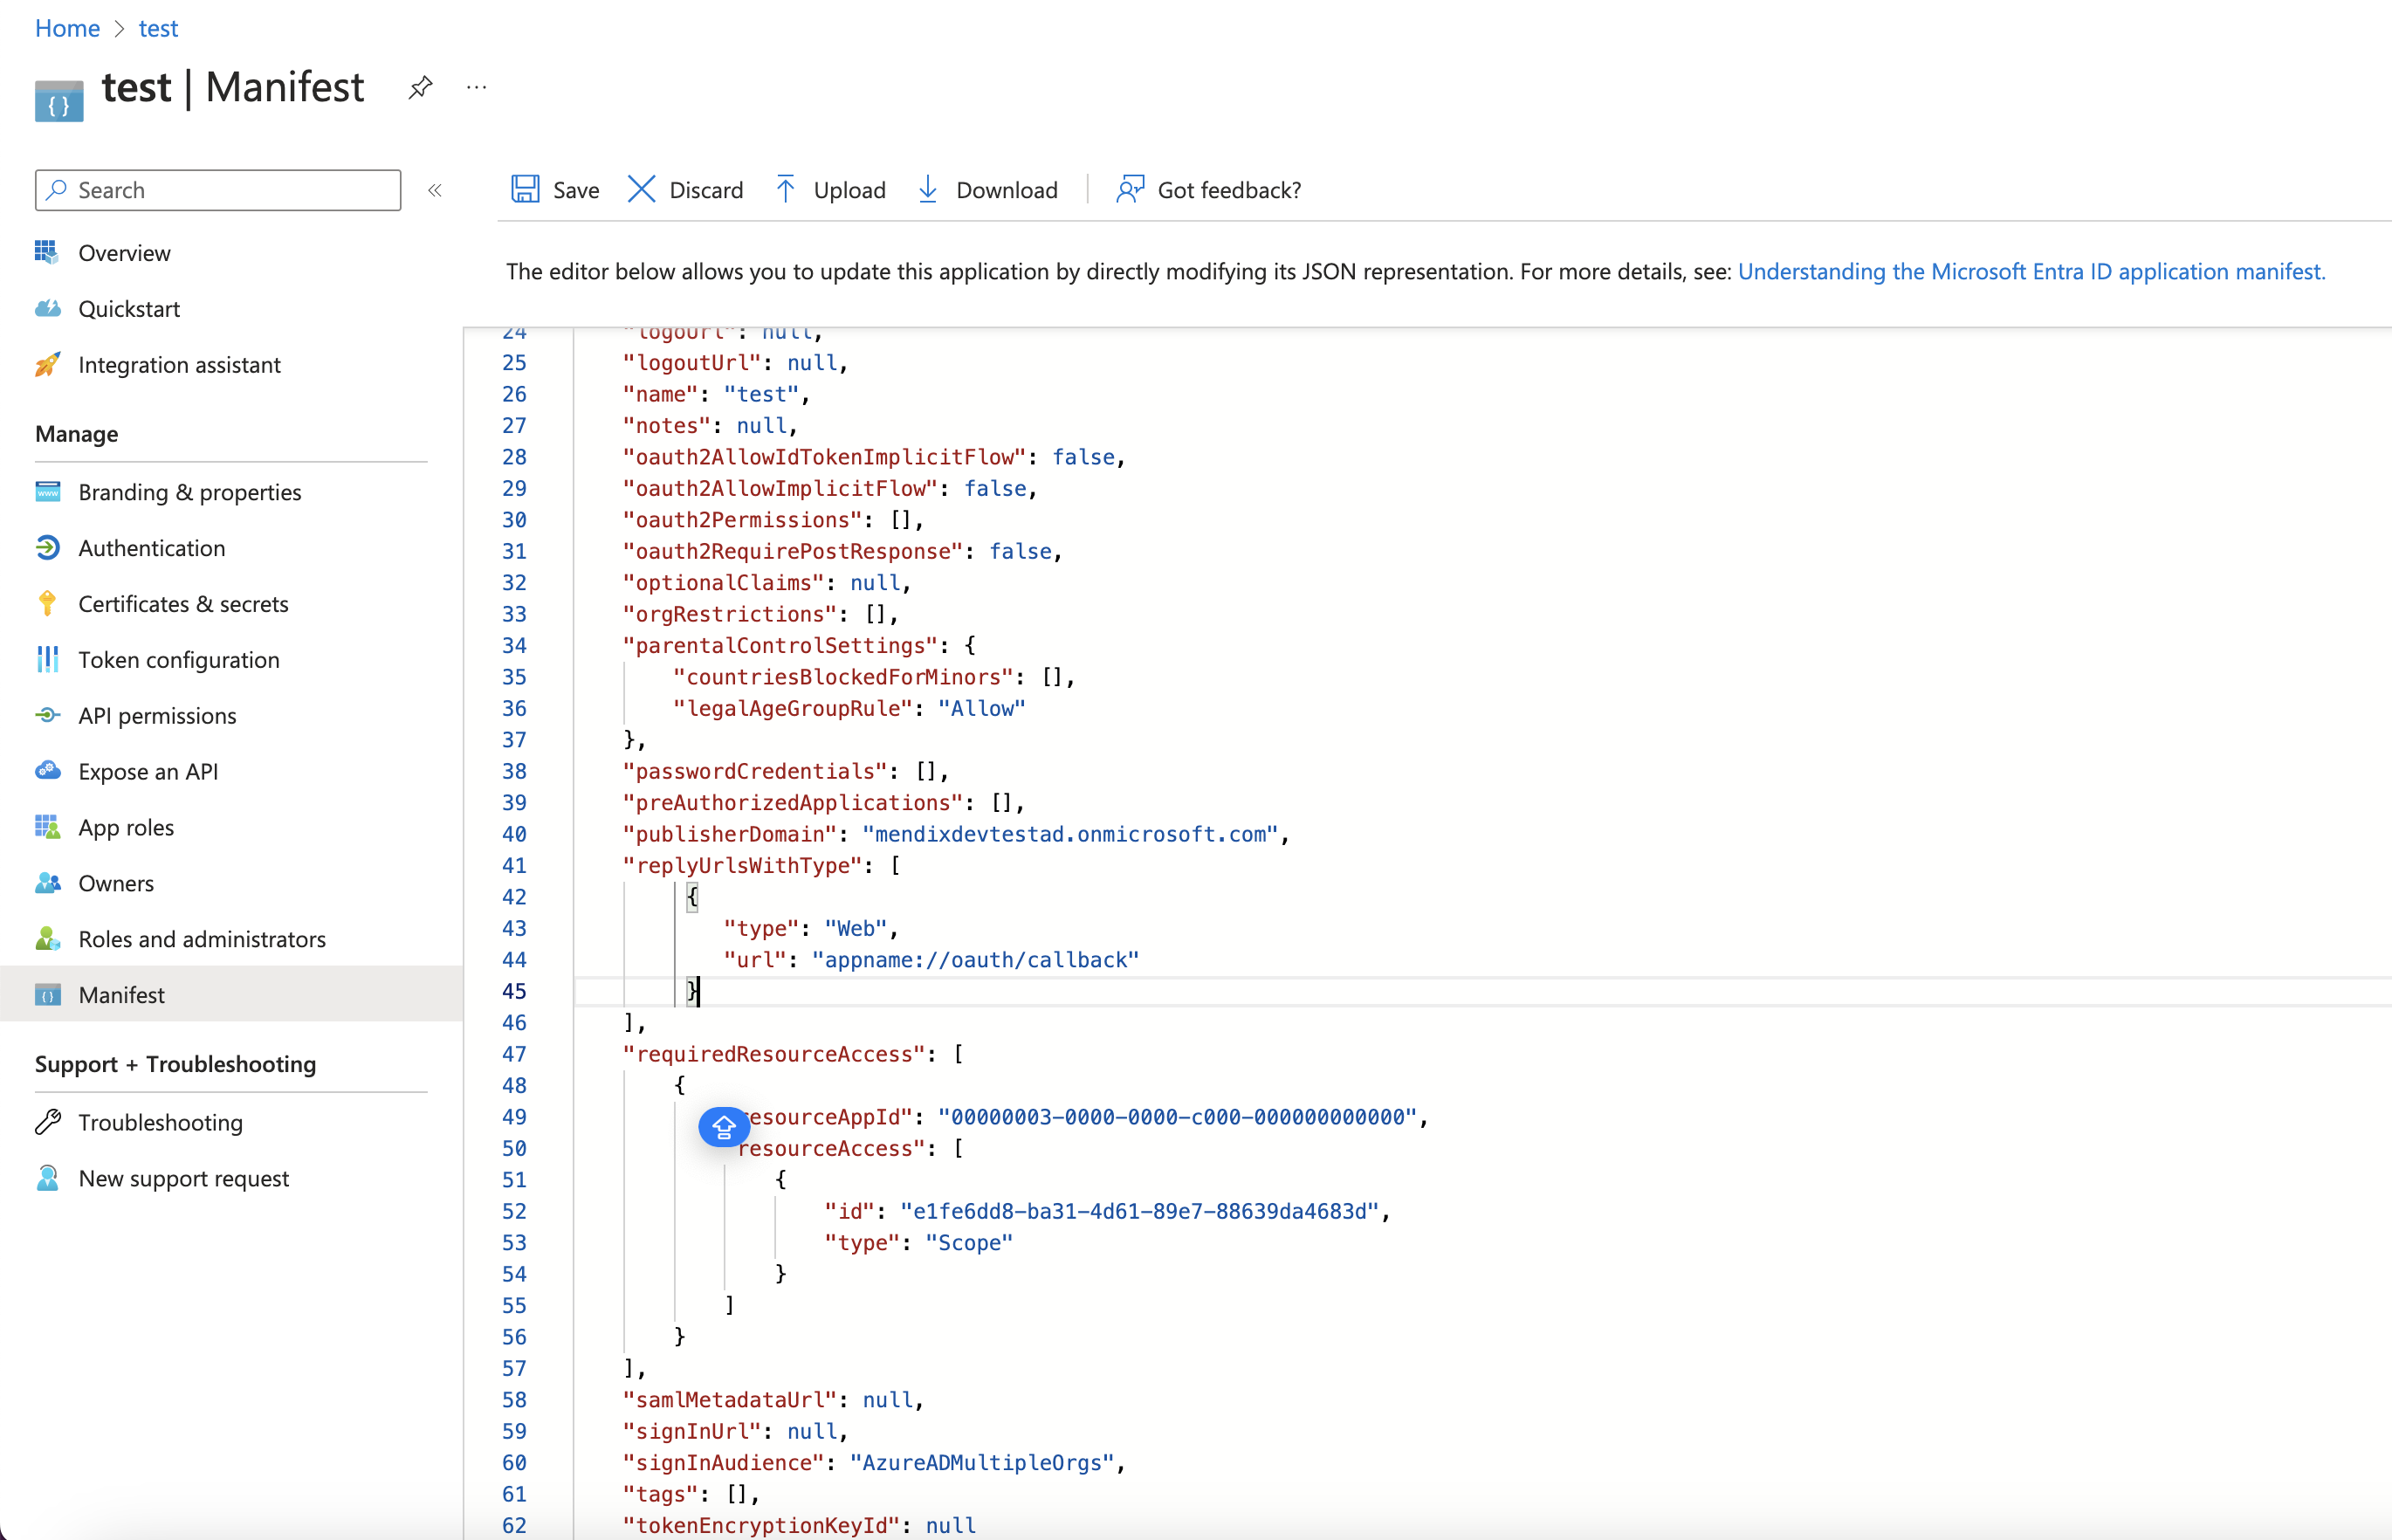 Home > test
test | Manifest
Search
Overview
Quickstart
Integration assistant
Manage
Branding & properties
Authentication
Certificates & secrets
Token configuration
API permissions
Expose an API
App roles
Owners
Roles and administrators
Manifest
Support + Troubleshooting
Troubleshooting
New support request
Save Discard Upload Download Got feedback?
The editor below allows you to update this application by directly modifying its JSON representation. For more details, see: Understanding the Microsoft Entra ID application manifest.
24 "logoUrl": null,
25 "logoutUrl": null,
26 "name": "test",
27 "notes": null,
28 "oauth2AllowIdTokenImplicitFlow": false,
29 "oauth2AllowImplicitFlow": false,
30 "oauth2Permissions": [],
31 "oauth2RequirePostResponse": false,
32 "optionalClaims": null,
33 "orgRestrictions": [],
34 "parentalControlSettings": {
35 "countriesBlockedForMinors": [],
36 "legalAgeGroupRule": "Allow"
37 },
38 "passwordCredentials": [],
39 "preAuthorizedApplications": [],
40 "publisherDomain": "mendixdevtestad.onmicrosoft.com",
41 "replyUrlsWithType": [
42 {
43 "type": "Web",
44 "url": "appname://oauth/callback"
45 }
46 ],
47 "requiredResourceAccess": [
48 {
49 resourceAppId": "00000003-0000-0000-c000-000000000000",
50 resourceAccess": [
51 {
52 "id": "e1fe6dd8-ba31-4d61-89e7-88639da4683d",
53 "type": "Scope"
54 }
55 ]
56 }
57 ],
58 "samlMetadataUrl": null,
59 "signInUrl": null,
60 "signInAudience": "AzureADMultipleOrgs",
61 "tags": [],
62 "tokenEncryptionKeyId": null